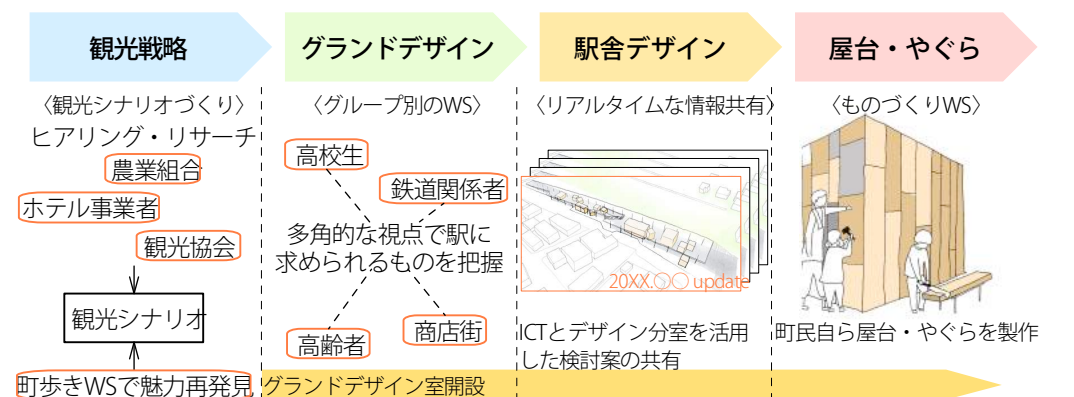 観光戦略
グランドデザイン
駅舎デザイン
屋台・やぐら
〈観光シナリオづくり〉
ヒアリング・リサーチ
農業組合
ホテル事業者
観光協会
観光シナリオ
町歩きWSで魅力再発見
〈グループ別のWS〉
高校生
鉄道関係者
多角的な視点で駅に
求められるものを把握
高齢者
商店街
グランドデザイン室開設
〈リアルタイムな情報共有〉
20XX.〇〇 update
ICTとデザイン分室を活用
した検討案の共有
〈ものづくりWS〉
町民自ら屋台・やぐらを製作